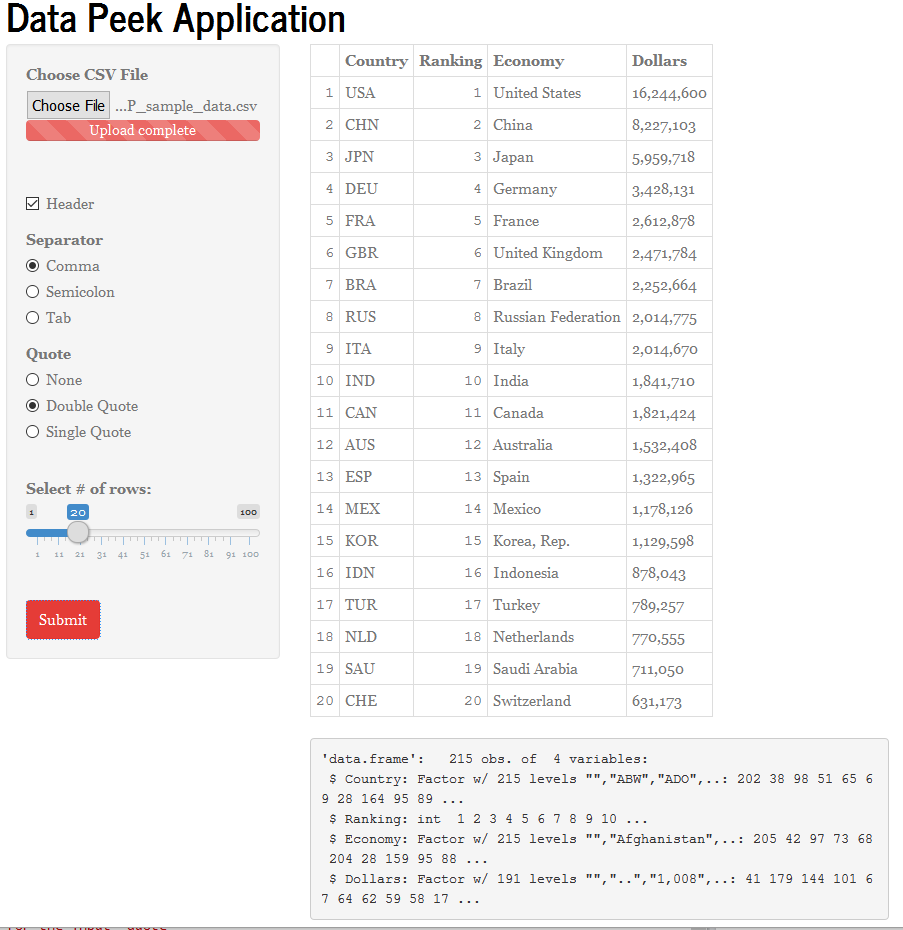 Data Peek Application
Choose CSV File
Choose File ...P_sample_data.csv
Upload complete
Header
Separator
Comma
Semicolon
Tab
Quote
None
Double Quote
Single Quote
Select # of rows:
1 20 100
1 11 21 31 41 51 61 71 81 91 100
Submit
Country Ranking Economy Dollars
1 USA 1 United States 16,244,600
2 CHN 2 China 8,227,103
3 JPN 3 Japan 5,959,718
4 DEU 4 Germany 3,428,131
5 FRA 5 France 2,612,878
6 GBR 6 United Kingdom 2,471,784
7 BRA 7 Brazil 2,252,664
8 RUS 8 Russian Federation 2,014,775
9 ITA 9 Italy 2,014,670
10 IND 10 India 1,841,710
11 CAN 11 Canada 1,821,424
12 AUS 12 Australia 1,532,408
13 ESP 13 Spain 1,322,965
14 MEX 14 Mexico 1,178,126
15 KOR 15 Korea, Rep. 1,129,598
16 IDN 16 Indonesia 878,043
17 TUR 17 Turkey 789,257
18 NLD 18 Netherlands 770,555
19 SAU 19 Saudi Arabia 711,050
20 CHE 20 Switzerland 631,173
'data.frame': 215 obs. of 4 variables:
$ Country: Factor w/ 215 levels "","ABW","ADO",..: 202 38 98 51 65 6
9 28 164 95 89 ...
$ Ranking: int 1 2 3 4 5 6 7 8 9 10 ...
$ Economy: Factor w/ 215 levels "","Afghanistan",..: 205 42 97 73 68
204 28 159 95 88 ...
$ Dollars: Factor w/ 191 levels "","..","1,008",..: 41 179 144 101 6
7 64 62 59 58 17 ...